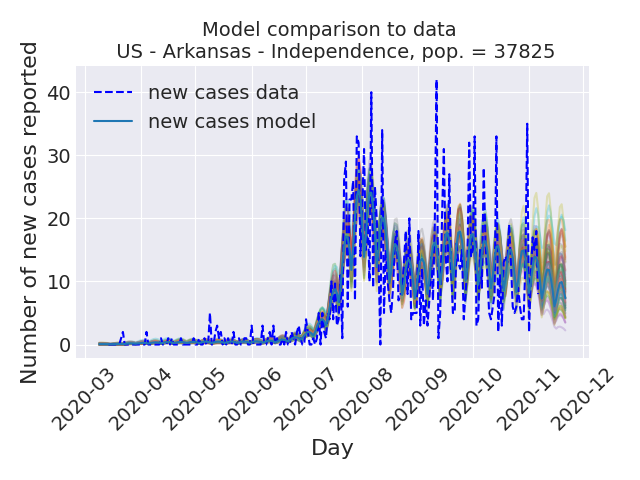 Model comparison to data
US - Arkansas - Independence, pop. = 37825
Number of new cases reported
40
30
20
10
0
new cases data
new cases model
2020-03
2020-04
2020-05
2020-06
2020-07
2020-08
2020-09
2020-10
2020-11
2020-12
Day